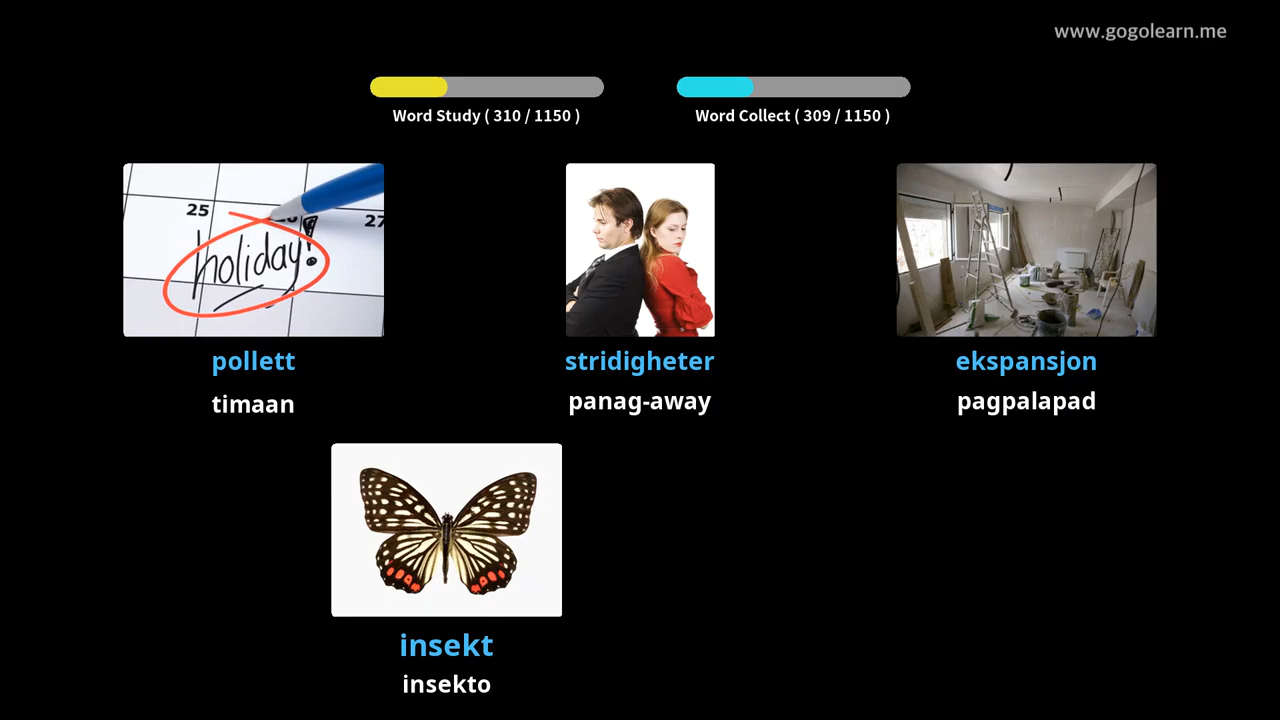 www.gogolearn.me
Word Study ( 310 / 1150 )
Word Collect ( 309 / 1150 )
25
27
holiday!
pollett
stridigheter
ekspansjon
timaan
panag-away
pagpalapad
insekt
insekto